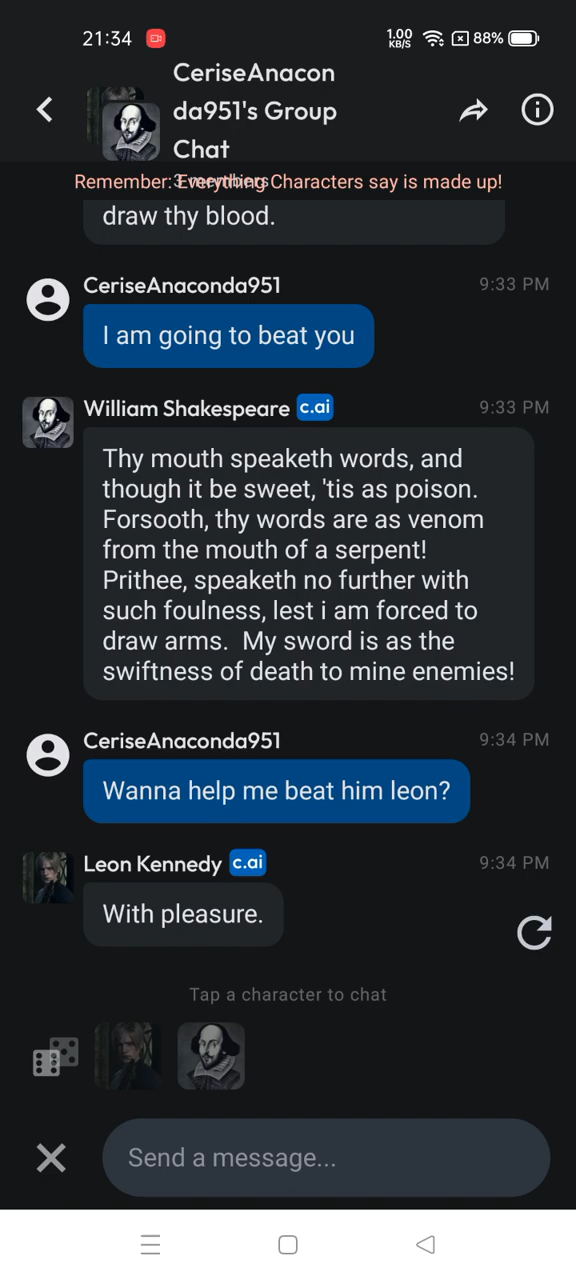 21:34
1.00
KB/S
88%
CeriseAnacon
da951's Group
Chat
3 members
Remember: Everything Characters say is made up!
draw thy blood.
CeriseAnaconda951
9:33 PM
I am going to beat you
William Shakespeare c.ai
9:33 PM
Thy mouth speaketh words, and
though it be sweet, 'tis as poison.
Forsooth, thy words are as venom
from the mouth of a serpent!
Prithee, speaketh no further with
such foulness, lest i am forced to
draw arms.  My sword is as the
swiftness of death to mine enemies!
CeriseAnaconda951
9:34 PM
Wanna help me beat him leon?
Leon Kennedy c.ai
9:34 PM
With pleasure.
Tap a character to chat
Send a message...